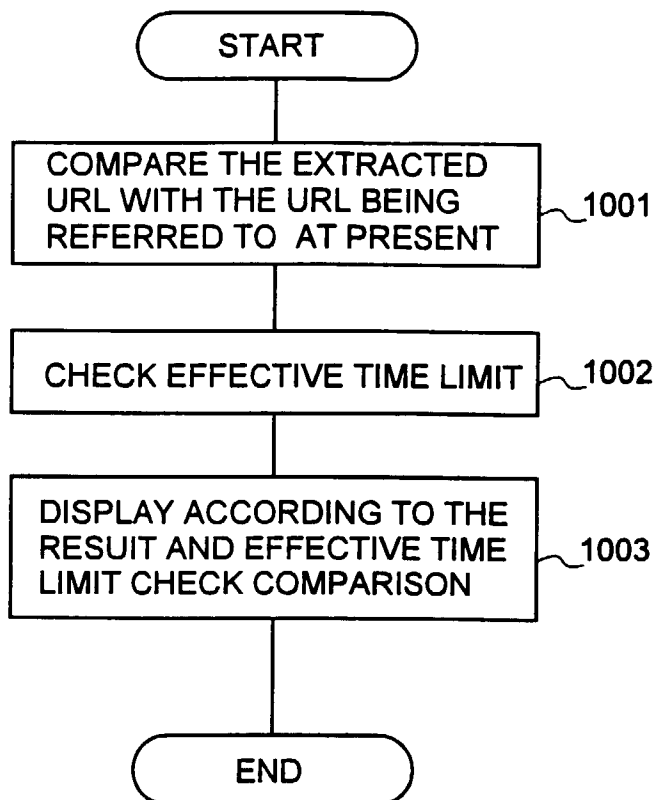 START
COMPARE THE EXTRACTED
URL WITH THE URL BEING
REFERRED TO AT PRESENT
1001
CHECK EFFECTIVE TIME LIMIT
1002
DISPLAY ACCORDING TO THE
RESUIT AND EFFECTIVE TIME
LIMIT CHECK COMPARISON
1003
END